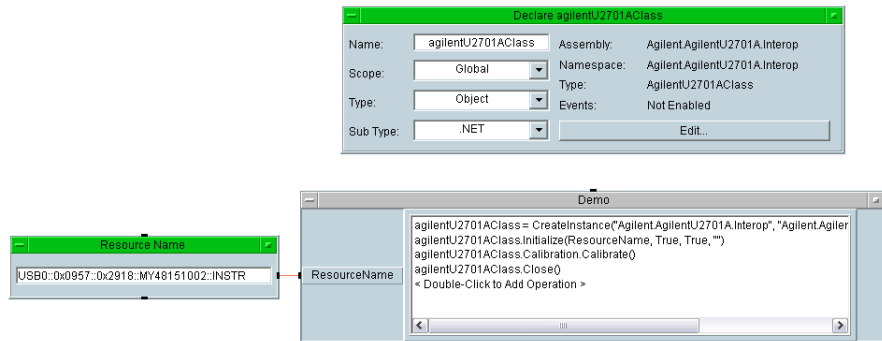 Declare agilentU2701AClass
Name: agilentU2701AClass Assembly: Agilent.AgilentU2701A.Interop
Scope: Global Namespace: Agilent.AgilentU2701A.Interop
Type: AgilentU2701AClass
Type: Object Events: Not Enabled
Sub Type: .NET Edit...
Demo
Resource Name
USB0::0x0957::0x2918::MY48151002::INSTR
ResourceName
agilentU2701AClass = CreateInstance("Agilent.AgilentU2701A.Interop", "Agilent.Agiler
agilentU2701AClass.Initialize(ResourceName, True, True, "")
agilentU2701AClass.Calibration.Calibrate()
agilentU2701AClass.Close()
« Double-Click to Add Operation »